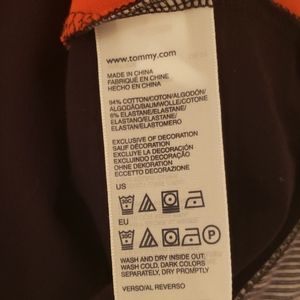 www.tommy.com
MADE IN CHINA
FABRIQUÉ EN CHINE
HECHO EN CHINA
94% COTTON/COTON/ALGODÓN/
ALGODÃO/BAUMWOLLE/COTONE
6% ELASTANE/ELASTANE/
ELASTANO/ELASTANO/
ELASTAN/ELASTOMERO
EXCLUSIVE OF DECORATION
SAUF DÉCORATION
EXCLUYE LA DECORACIÓN
EXCLUINDO DECORAÇÃO
OHNE DEKORATION
ECCETTO DECORAZIONE
US
EU
P
WASH AND DRY INSIDE OUT,
WASH COLD, DARK COLORS
SEPARATELY, DRY PROMPTLY
VERSO/AL REVERSO